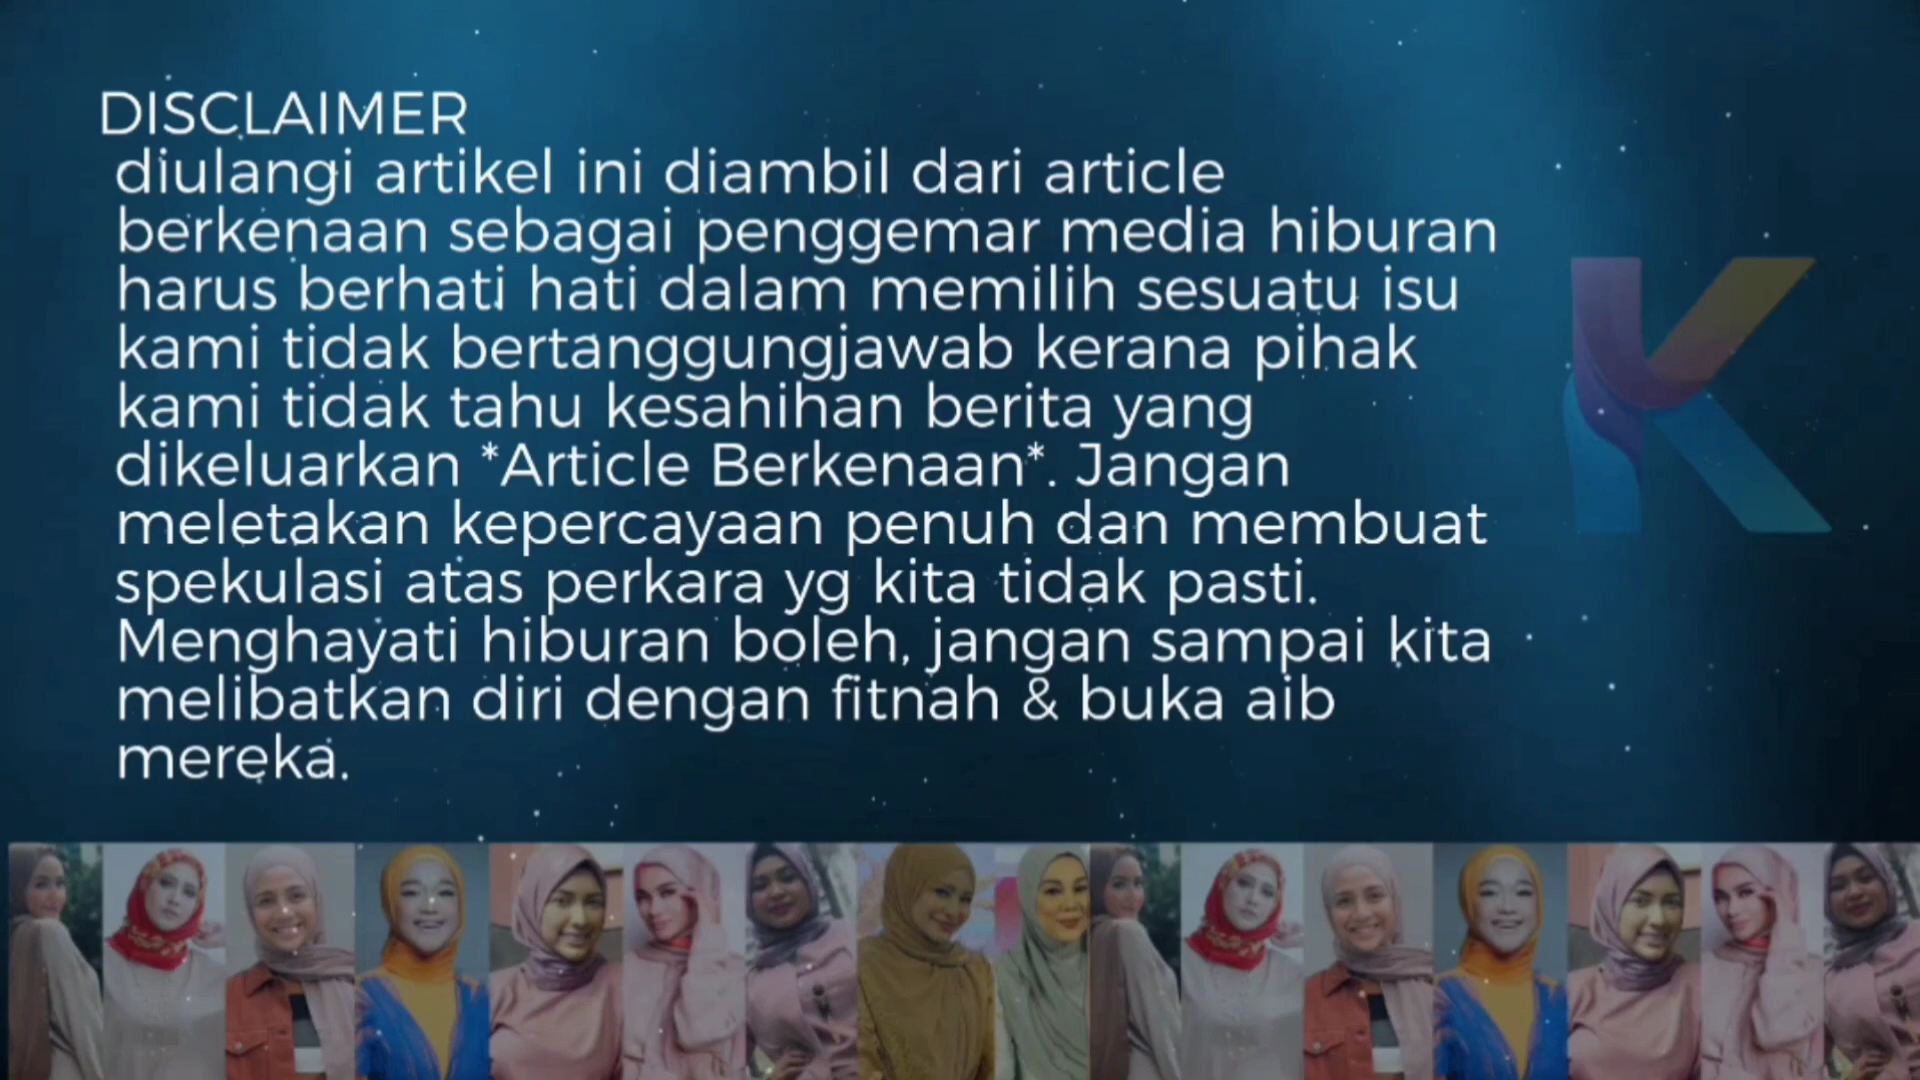 DISCLAIMER
diulangi artikel ini diambil dari article
berkenaan sebagai penggemar media hiburan
harus berhati hati dalam memilih sesuatu isu
kami tidak bertanggungjawab kerana pihak
kami tidak tahu kesahihan berita yang
dikeluarkan *Article Berkenaan*. Jangan
meletakan kepercayaan penuh dan membuat
spekulasi atas perkara yg kita tidak pasti.
Menghayati hiburan boleh, jangan sampai kita
melibatkan diri dengan fitnah & buka aib
mereka.
K